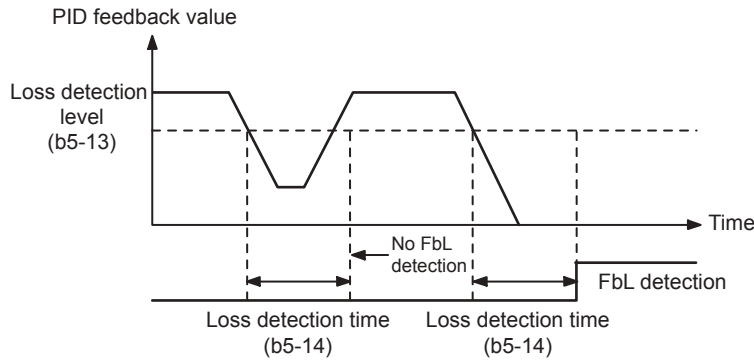 PID feedback value
Loss detection
level
(b5-13)
Time
No FbL
detection
FbL detection
Loss detection time
(b5-14)
Loss detection time
(b5-14)